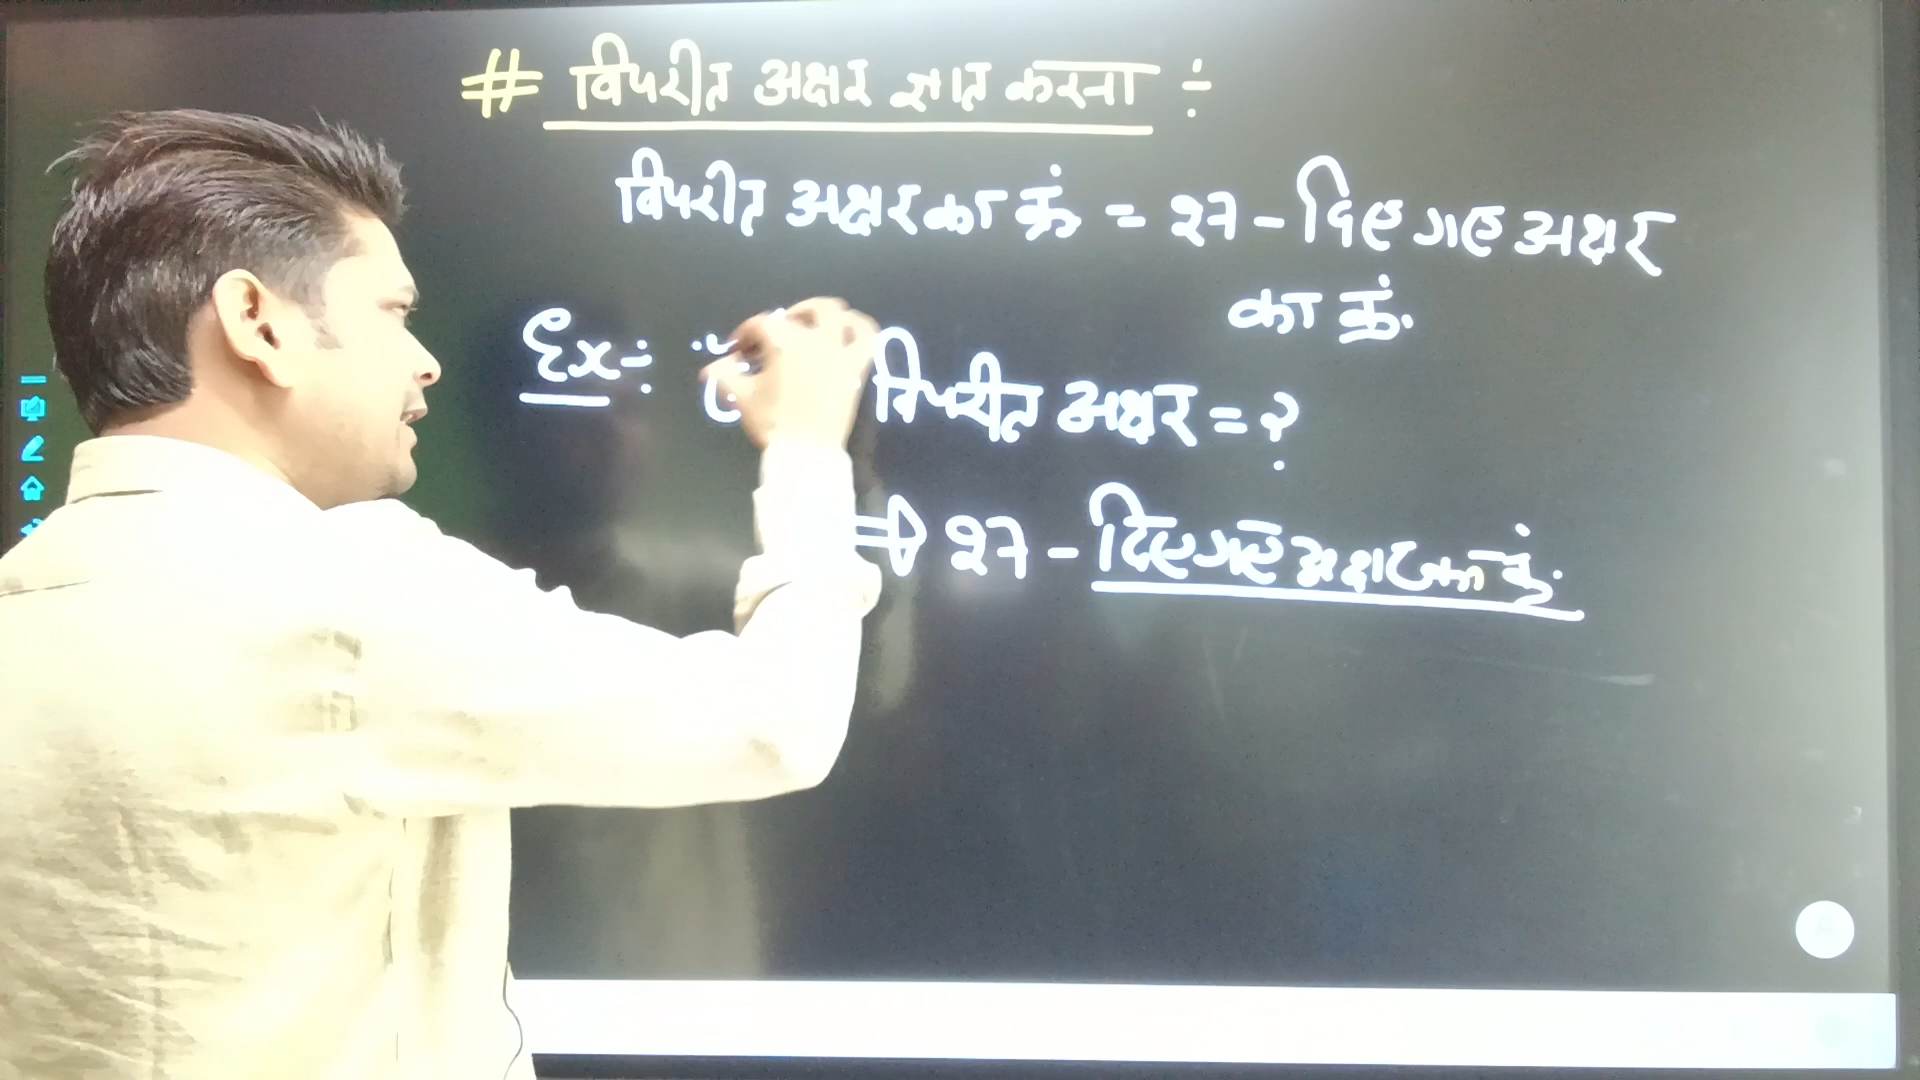 # विपरीत अक्षर ज्ञात करना ÷
विपरीत अक्षर का क्रं = 27 - दिए गए अक्षर
का क्रं.
Ex ÷ विपरीत अक्षर = ?
⇒ 27 - दिए गए अक्षर का क्रं.